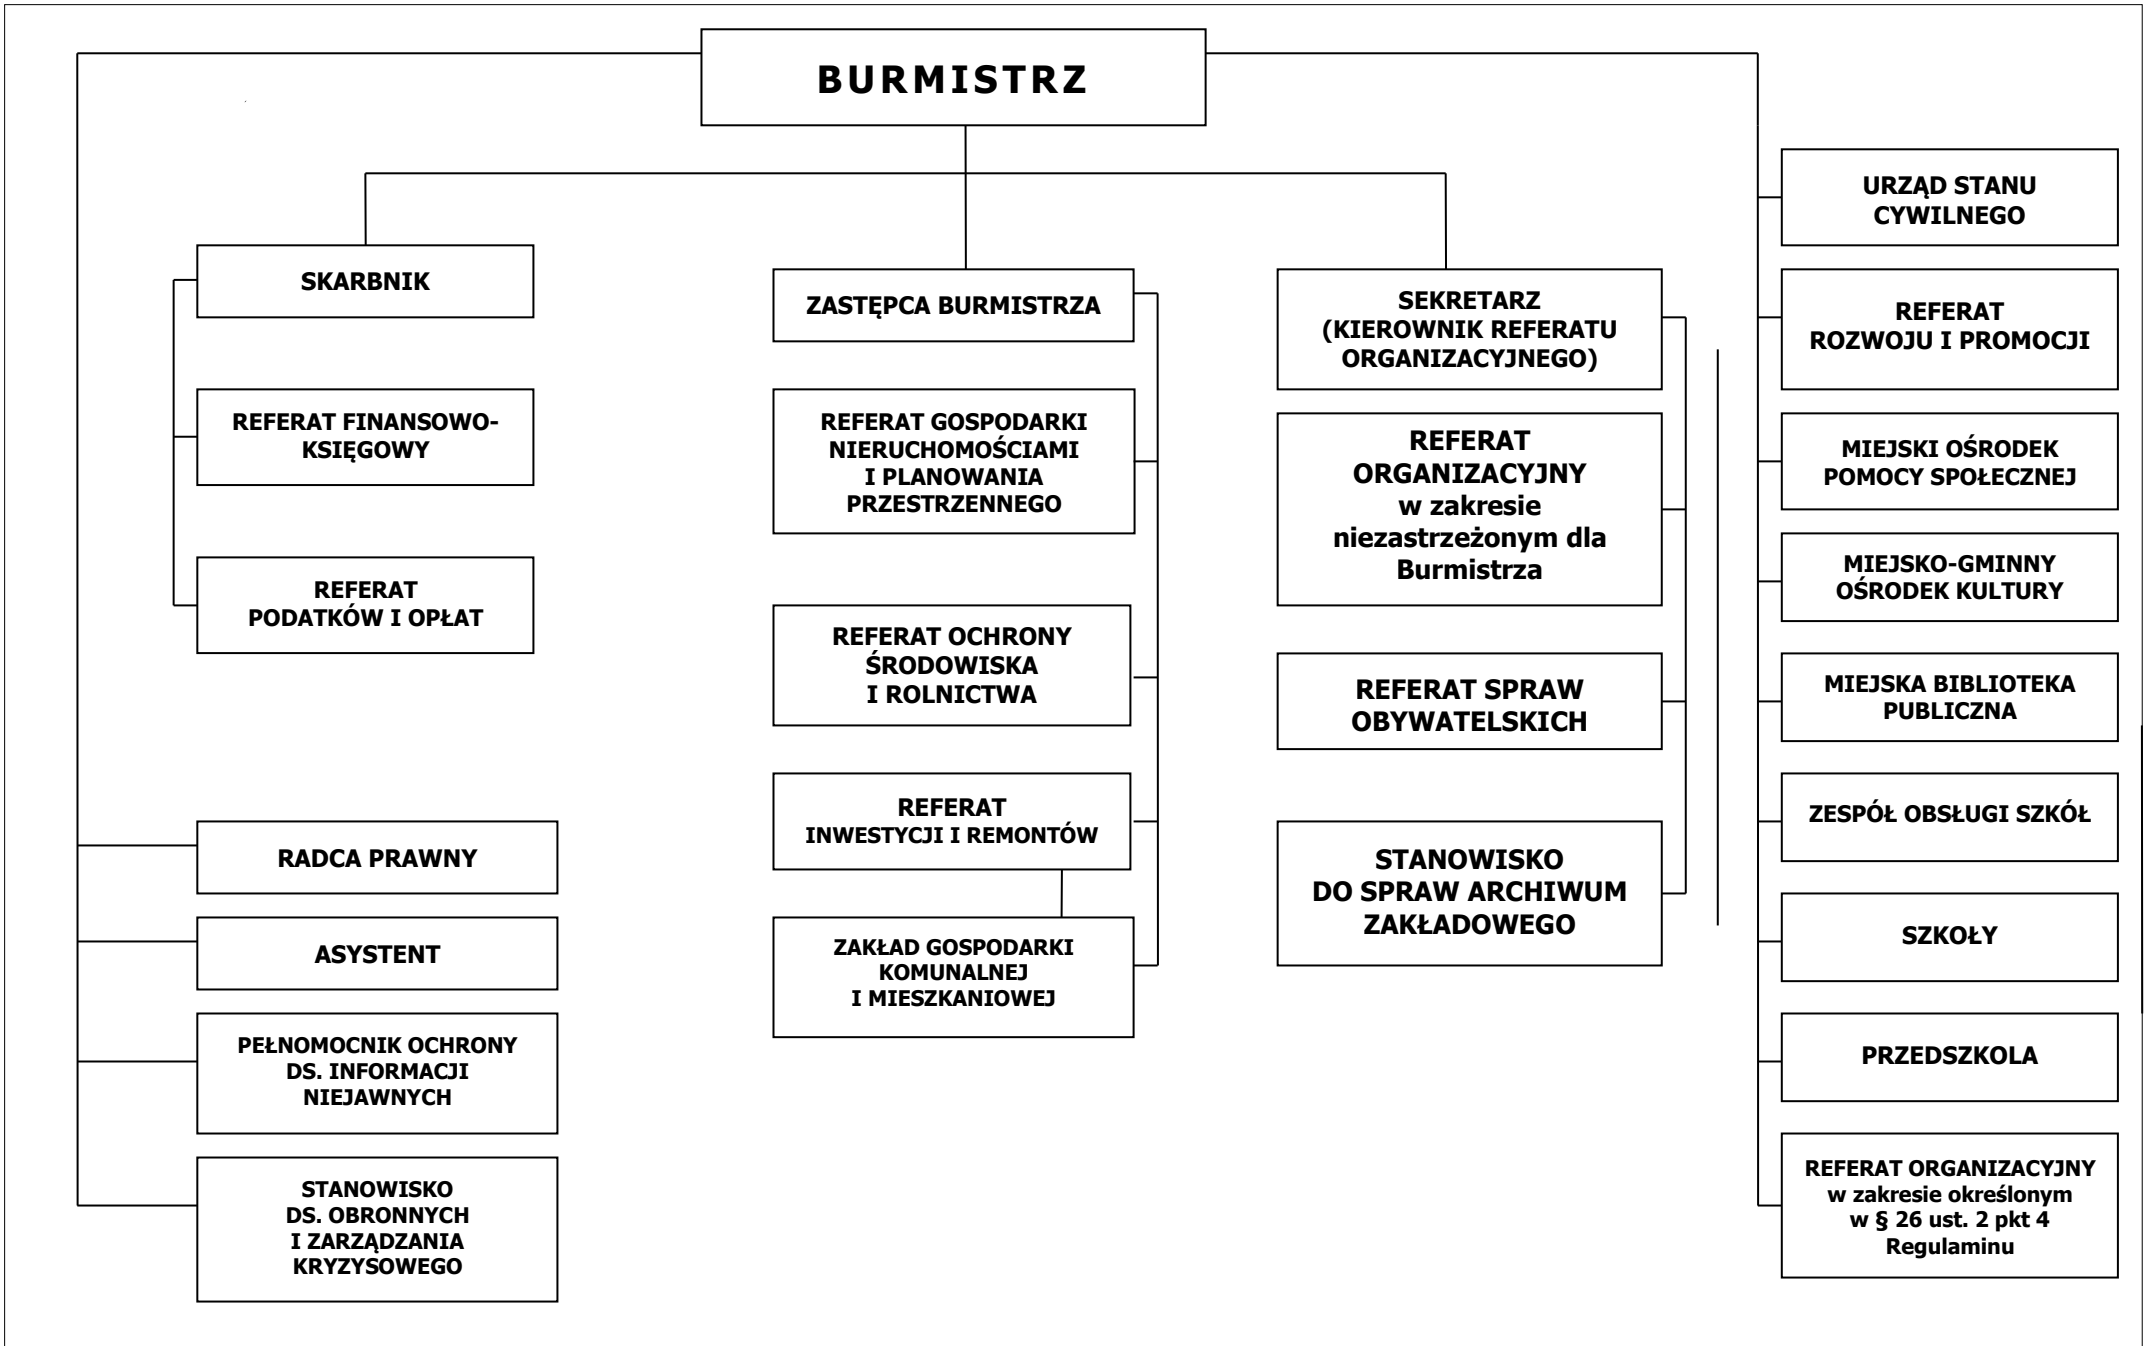 BURMISTRZ
SKARBNIK
REFERAT FINANSOWO-
KSIĘGOWY
REFERAT
PODATKÓW I OPŁAT
RADCA PRAWNY
ASYSTENT
PEŁNOMOCNIK OCHRONY
DS. INFORMACJI
NIEJAWNYCH
STANOWISKO
DS. OBRONNYCH
I ZARZĄDZANIA
KRYZYSOWEGO
ZASTĘPCA BURMISTRZA
REFERAT GOSPODARKI
NIERUCHOMOŚCIAMI
I PLANOWANIA
PRZESTRZENNEGO
REFERAT OCHRONY
ŚRODOWISKA
I ROLNICTWA
REFERAT
INWESTYCJI I REMONTÓW
ZAKŁAD GOSPODARKI
KOMUNALNEJ
I MIESZKANIOWEJ
SEKRETARZ
(KIEROWNIK REFERATU
ORGANIZACYJNEGO)
REFERAT
ORGANIZACYJNY
w zakresie
niezastrzeżonym dla
Burmistrza
REFERAT SPRAW
OBYWATELSKICH
STANOWISKO
DO SPRAW ARCHIWUM
ZAKŁADOWEGO
URZĄD STANU
CYWILNEGO
REFERAT
ROZWOJU I PROMOCJI
MIEJSKI OŚRODEK
POMOCY SPOŁECZNEJ
MIEJSKO-GMINNY
OŚRODEK KULTURY
MIEJSKA BIBLIOTEKA
PUBLICZNA
ZESPÓŁ OBSŁUGI SZKÓŁ
SZKOŁY
PRZEDSZKOLA
REFERAT ORGANIZACYJNY
w zakresie określonym
w § 26 ust. 2 pkt 4
Regulaminu